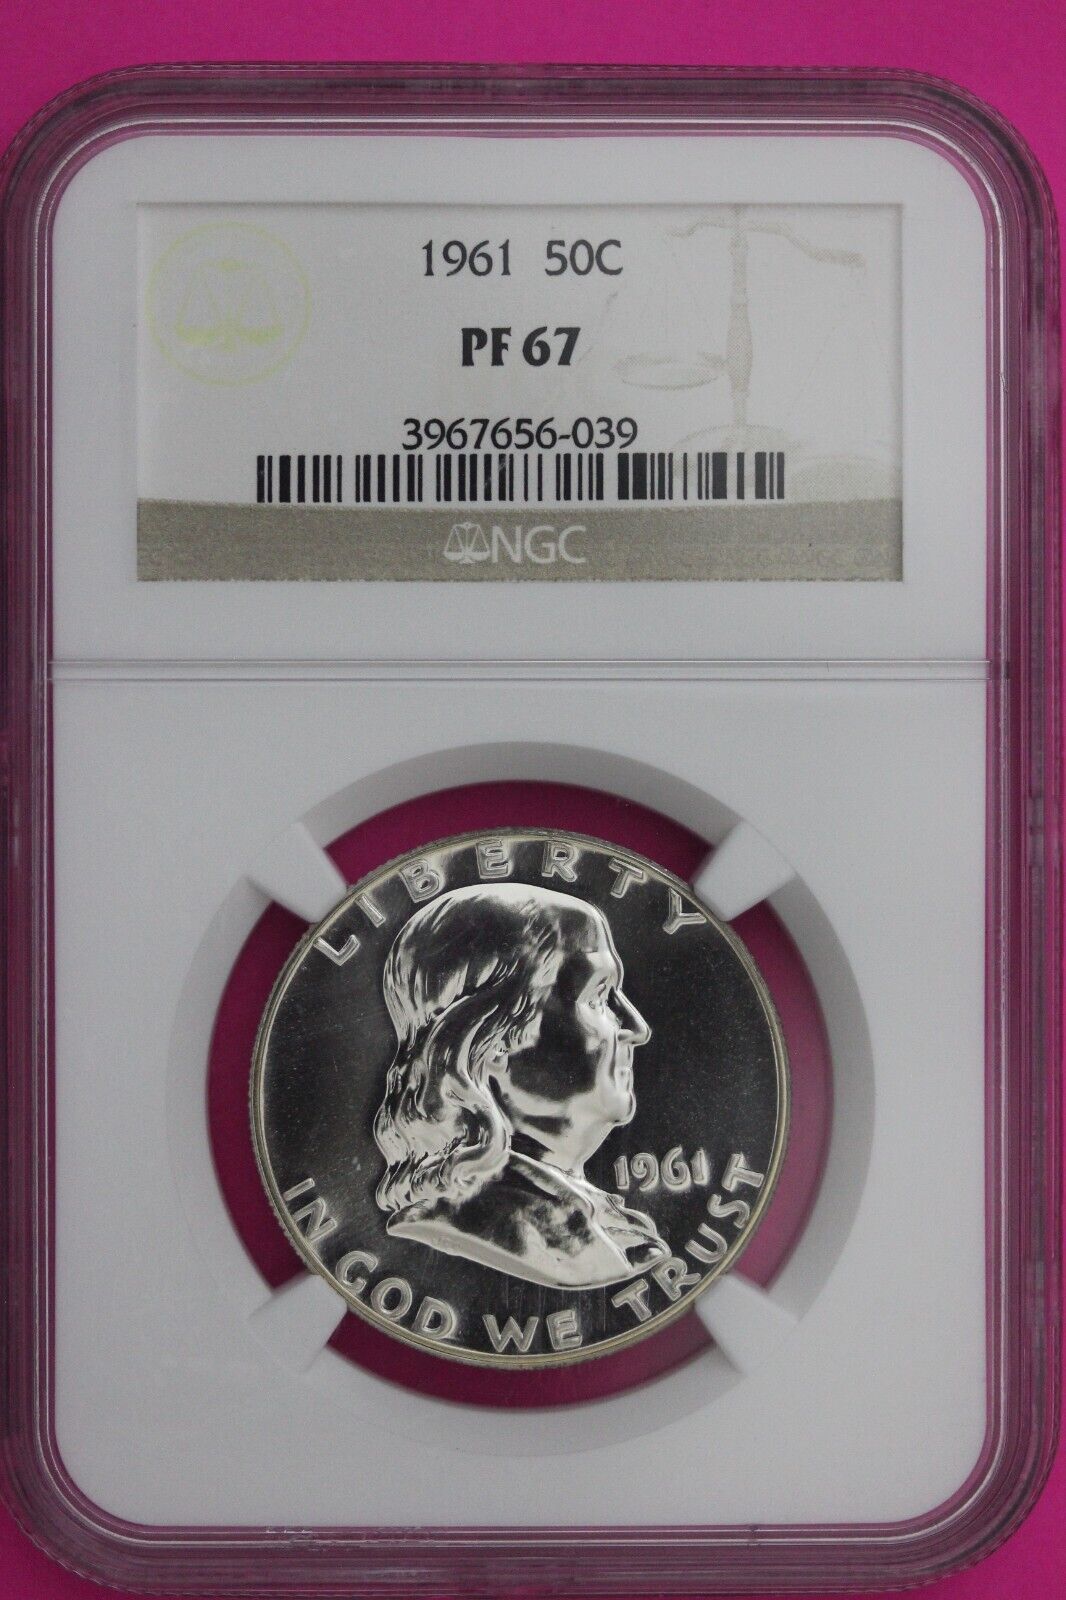 1961 50C
PF 67
3967656-039
NGC
LIBERTY
1961
IN GOD WE TRUST